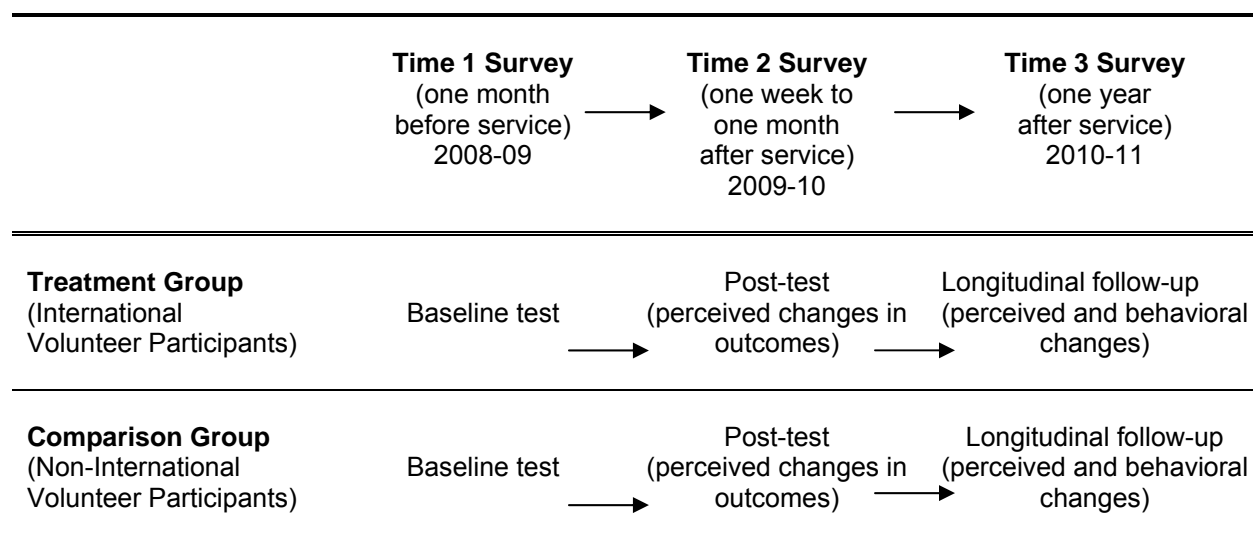 Time 1 Survey
(one month
before service)
2008-09
Time 2 Survey
(one week to
one month
after service)
2009-10
Time 3 Survey
(one year
after service)
2010-11
Treatment Group
(International
Volunteer Participants)
Baseline test
Post-test
(perceived changes in
outcomes)
Longitudinal follow-up
(perceived and behavioral
changes)
Comparison Group
(Non-International
Volunteer Participants)
Baseline test
Post-test
(perceived changes in
outcomes)
Longitudinal follow-up
(perceived and behavioral
changes)